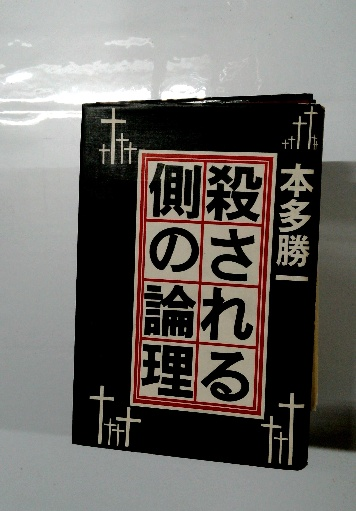 本多勝一
殺される
側の論理